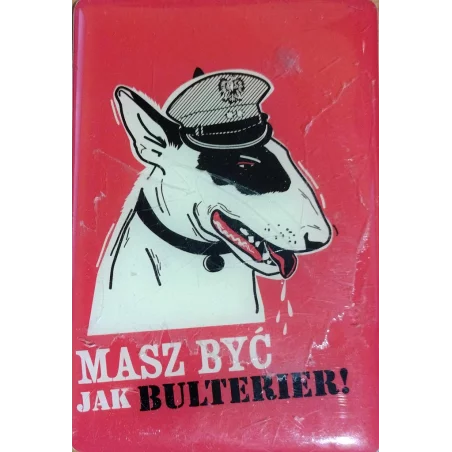 MASZ BYĆ
JAK BULTERIER!